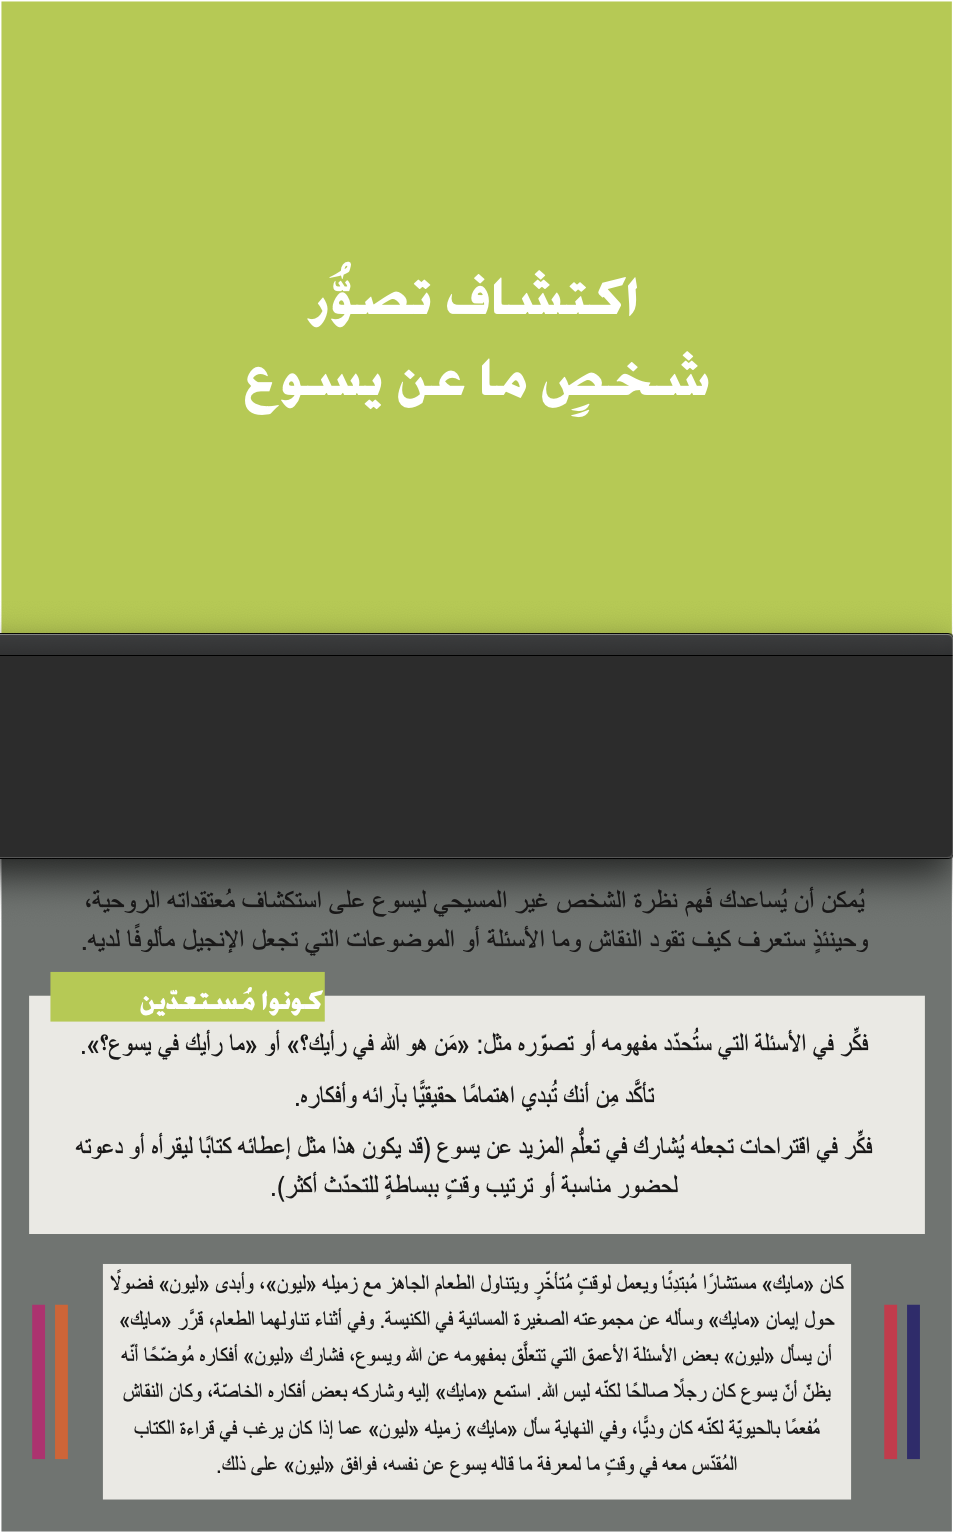 اكتشاف تصوُّر
شخصٍ ما عن يسوع
يُمكن أن يُساعدك فَهم نظرة الشخص غير المسيحي ليسوع على استكشاف مُعتقداته الروحية،
وحينئذٍ ستعرف كيف تقود النقاش وما الأسئلة أو الموضوعات التي تجعل الإنجيل مألوفًا لديه.
كونوا مُستعدّين
فكِّر في الأسئلة التي ستُحدّد مفهومه أو تصوّره مثل: «مَن هو الله في رأيك؟» أو «ما رأيك في يسوع؟».
تأكَّد مِن أنك تُبدي اهتمامًا حقيقيًّا بآرائه وأفكاره.
فكِّر في اقتراحات تجعله يُشارك في تعلُّم المزيد عن يسوع (قد يكون هذا مثل إعطائه كتابًا ليقرأه أو دعوته
لحضور مناسبة أو ترتيب وقتٍ ببساطةٍ للتحدّث أكثر).
كان «مايك» مستشارًا مُبتدِئًا ويعمل لوقتٍ مُتأخّرٍ ويتناول الطعام الجاهز مع زميله «ليون»، وأبدى «ليون» فضولًا
حول إيمان «مايك» وسأله عن مجموعته الصغيرة المسائية في الكنيسة. وفي أثناء تناولهما الطعام، قرَّر «مايك»
أن يسأل «ليون» بعض الأسئلة الأعمق التي تتعلَّق بمفهومه عن الله ويسوع، فشارك «ليون» أفكاره مُوضّحًا أنّه
يظنّ أنّ يسوع كان رجلًا صالحًا لكنّه ليس الله. استمع «مايك» إليه وشاركه بعض أفكاره الخاصّة، وكان النقاش
مُفعمًا بالحيويّة لكنّه كان وديًّا، وفي النهاية سأل «مايك» زميله «ليون» عما إذا كان يرغب في قراءة الكتاب
المُقدّس معه في وقتٍ ما لمعرفة ما قاله يسوع عن نفسه، فوافق «ليون» على ذلك.